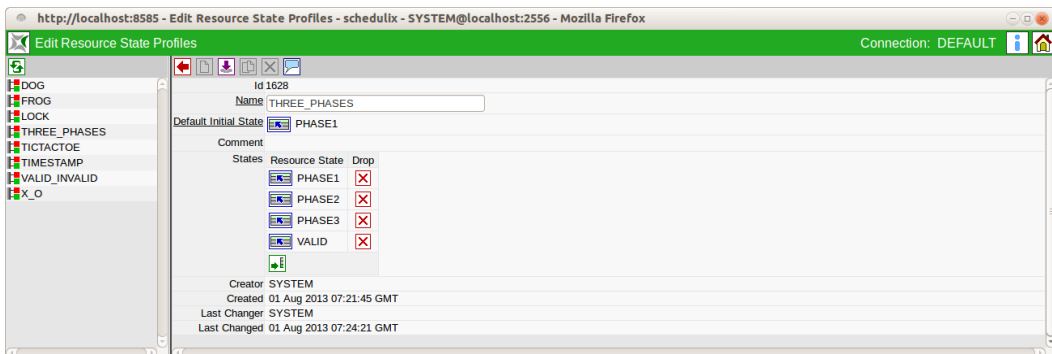 http://localhost:8585 - Edit Resource State Profiles - schedulix - SYSTEM@localhost:2556 - Mozilla Firefox
Edit Resource State Profiles Connection: DEFAULT
DOG
FROG
LOCK
THREE_PHASES
TICTACTOE
TIMESTAMP
VALID_INVALID
X_O
Id 1628
Name THREE_PHASES
Default Initial State PHASE1
Comment
States Resource State Drop
PHASE1
PHASE2
PHASE3
VALID
Creator SYSTEM
Created 01 Aug 2013 07:21:45 GMT
Last Changer SYSTEM
Last Changed 01 Aug 2013 07:24:21 GMT